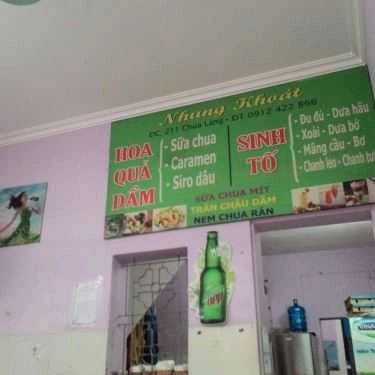 Nhung Khoát
ĐC: 211 Chùa Láng - ĐT: 0912 422 866
HOA QUẢ DẦM
- Sữa chua
- Caramen
- Siro dâu
SINH TỐ
- Đu đủ - Dưa hấu
- Xoài - Dưa bở
- Mãng cầu - Bơ
- Chanh leo - Chanh tươi
SỮA CHUA MÍT
TRÂN CHÂU DẦM
NEM CHUA RÁN